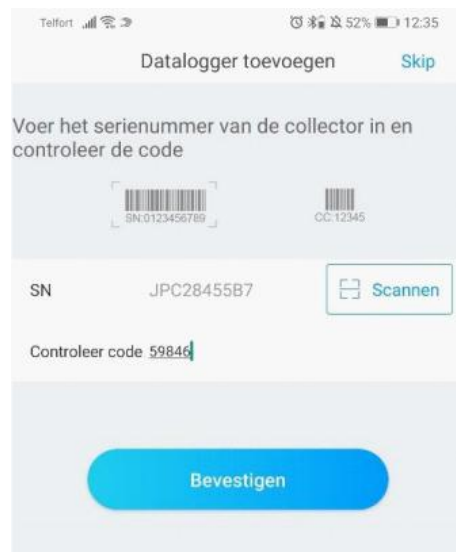 Telfort 52% 12:35
Datalogger toevoegen Skip
Voer het serienummer van de collector in en
controleer de code
SN:0123456789 CC:12345
SN JPC28455B7 Scannen
Controleer code 59846
Bevestigen